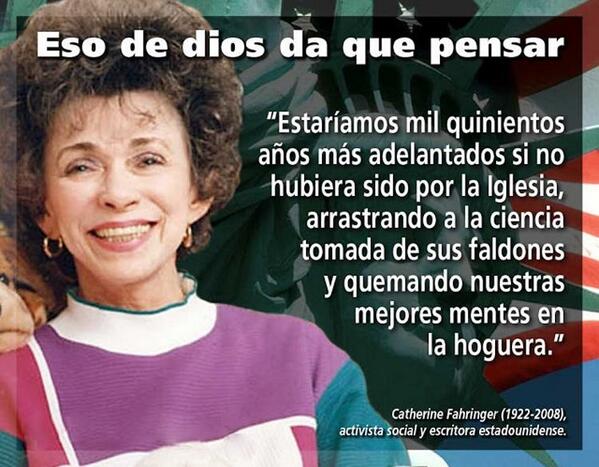 Eso de dios da que pensar
“Estaríamos mil quinientos
años más adelantados si no
hubiera sido por la Iglesia,
arrastrando a la ciencia
tomada de sus faldones
y quemando nuestras
mejores mentes en
la hoguera.”
Catherine Fahringer (1922-2008),
activista social y escritora estadounidense.